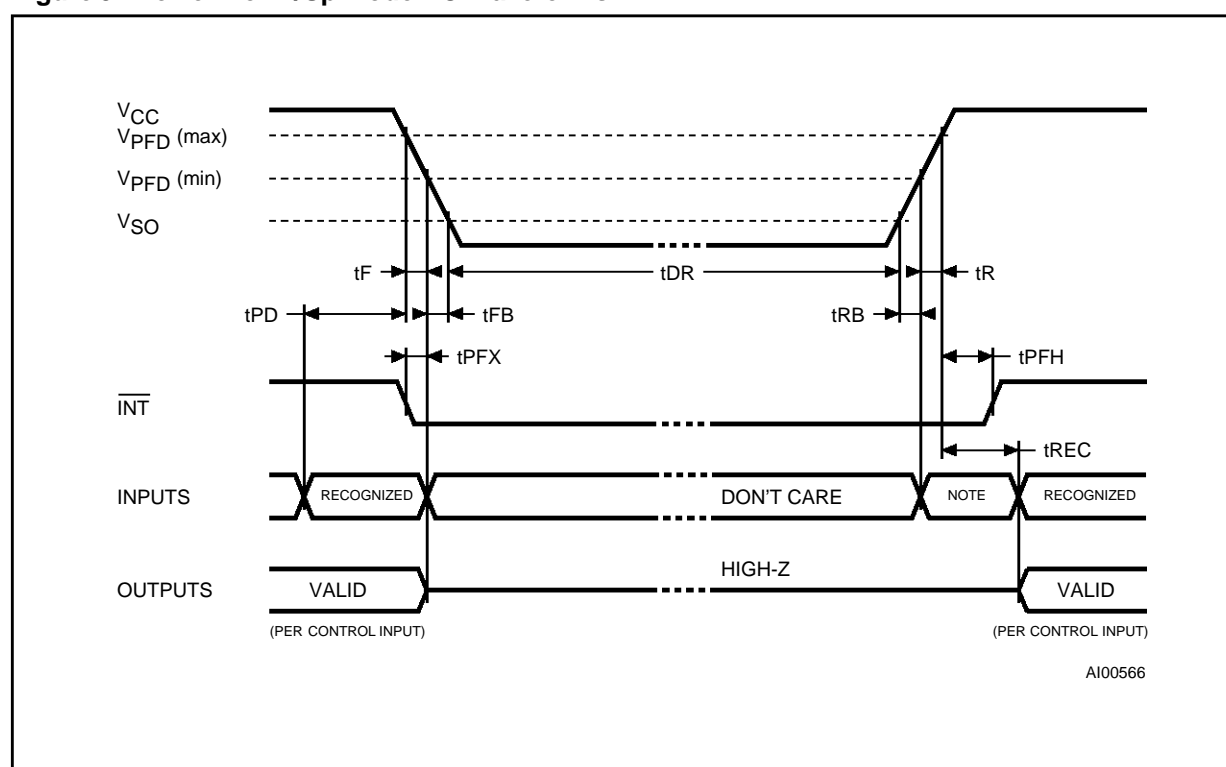 VCC
VPFD (max)
VPFD (min)
VSO
tF
tDR
tR
tPD
tFB
tRB
tPFX
tPFH
INT
tREC
INPUTS
RECOGNIZED
DON'T CARE
NOTE
RECOGNIZED
HIGH-Z
OUTPUTS
VALID
VALID
(PER CONTROL INPUT)
(PER CONTROL INPUT)
AI00566